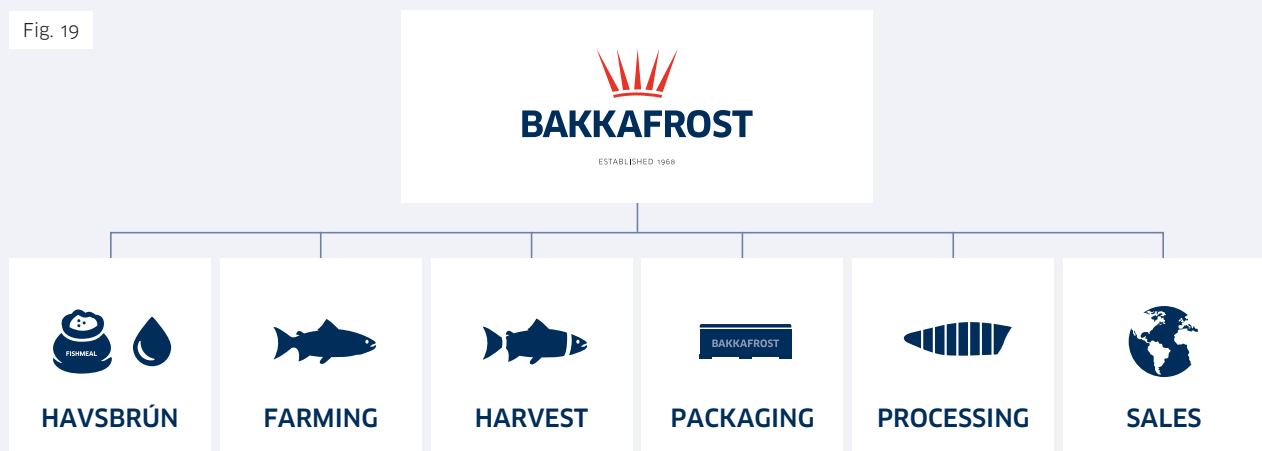 Fig. 19
BAKKAFROST
ESTABLISHED 1968
FISHMEAL
BAKKAFROST
HAVSBRÚN
FARMING
HARVEST
PACKAGING
PROCESSING
SALES